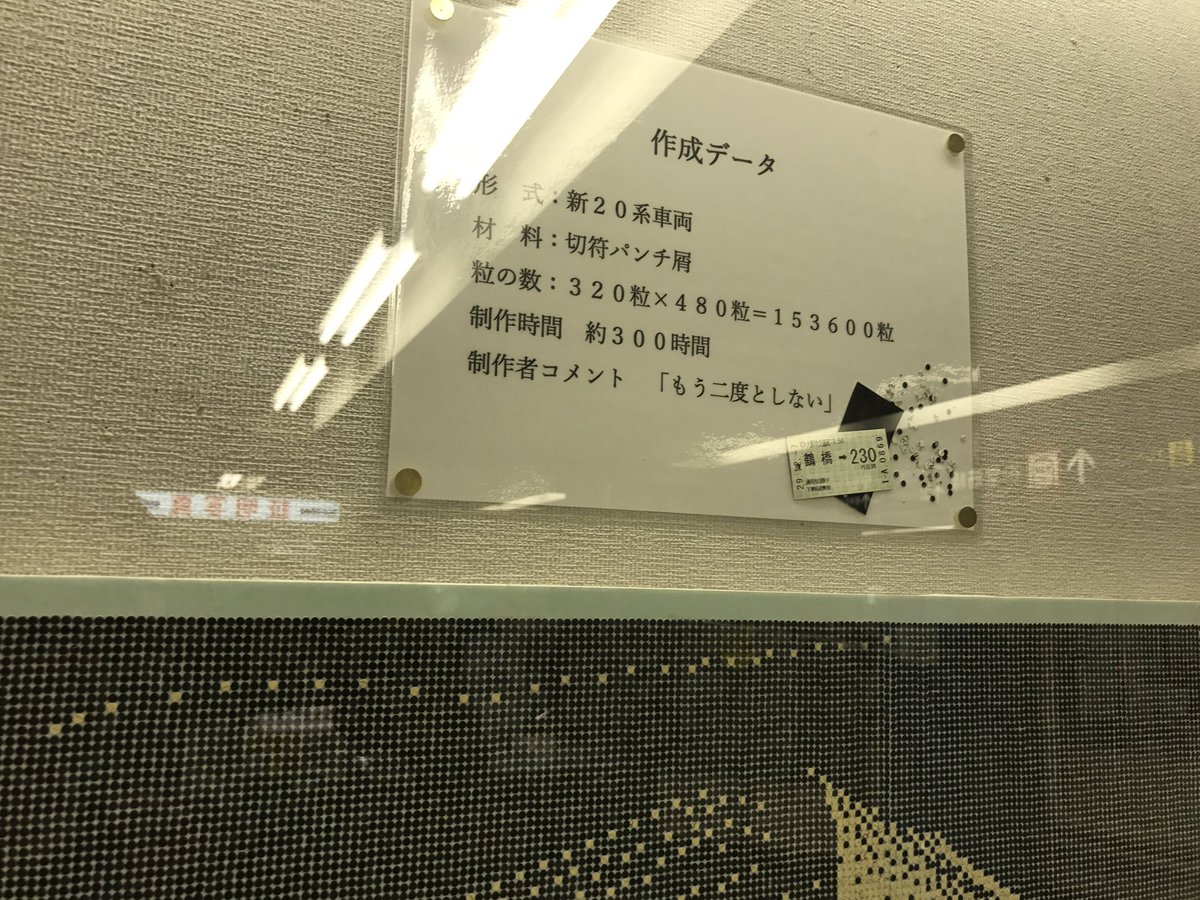 作成データ
形　式：新２０系車両
材　料：切符パンチ屑
粒の数：３２０粒×４８０粒＝１５３６００粒
制作時間　約３００時間
制作者コメント　「もう二度としない」
鶴橋➡230